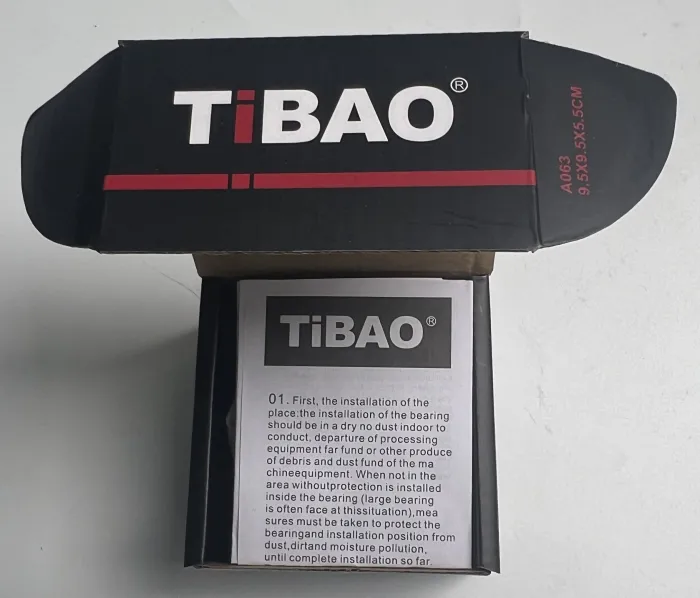 TiBAO®
A063
9.5X9.5X5.5CM
TiBAO®
01. First, the installation of the
place:the installation of the bearing
should be in a dry no dust indoor to
conduct, departure of processing
equipment far fund or other produce
of debris and dust fund of the ma
chineequipment. When not in the
area withoutprotection is installed
inside the bearing (large bearing
is often face at thissituation),mea
sures must be taken to protect the
bearingand installation position from
dust,dirtand moisture pollution,
until complete installation so far.